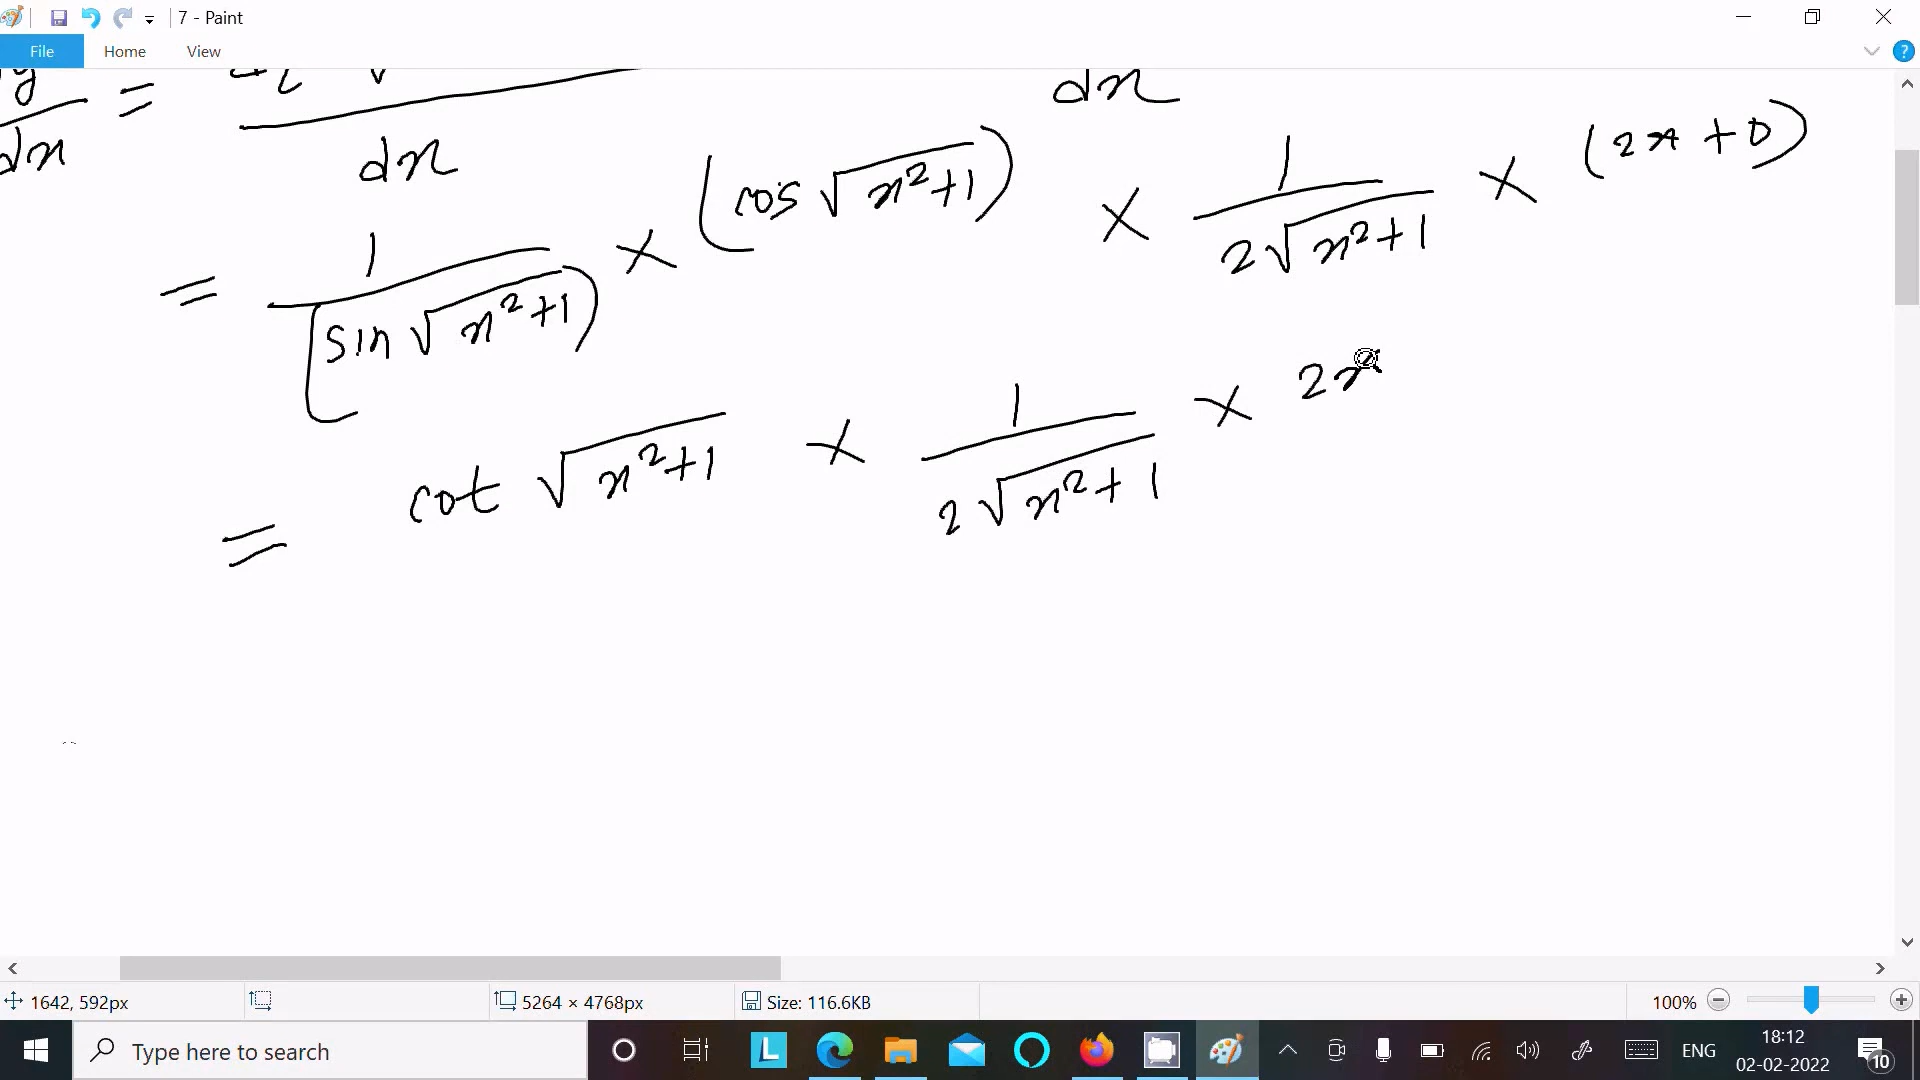 7 - Paint
File Home View
dx
dx = dx
= 1/(sin √(x²+1)) × (cos √(x²+1)) × 1/(2√(x²+1)) × (2x + 0)
= cot √(x²+1) × 1/(2√(x²+1)) × 2x
1642, 592px 5264 × 4768px Size: 116.6KB 100%
Type here to search L ENG 18:12
02-02-2022 10